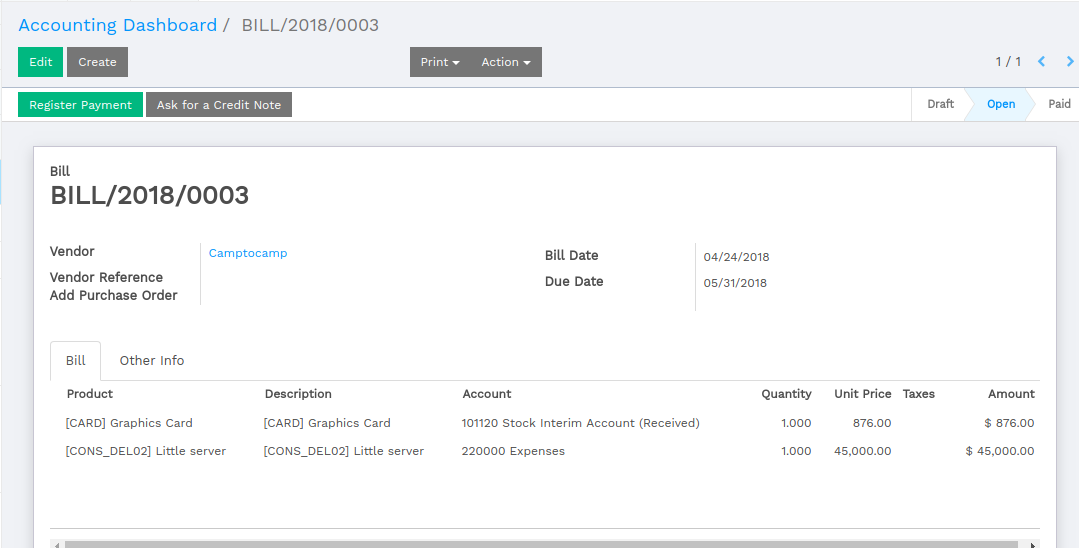 Accounting Dashboard / BILL/2018/0003
Edit Create Print Action 1 / 1
Register Payment Ask for a Credit Note Draft Open Paid
Bill
BILL/2018/0003
Vendor Camptocamp Bill Date 04/24/2018
Vendor Reference Due Date 05/31/2018
Add Purchase Order
Bill Other Info
Product Description Account Quantity Unit Price Taxes Amount
[CARD] Graphics Card [CARD] Graphics Card 101120 Stock Interim Account (Received) 1.000 876.00 $ 876.00
[CONS_DEL02] Little server [CONS_DEL02] Little server 220000 Expenses 1.000 45,000.00 $ 45,000.00